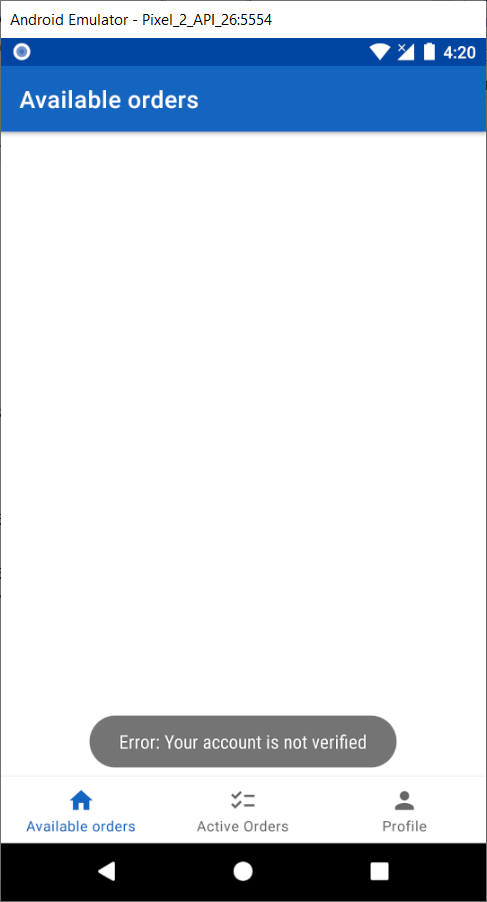 Android Emulator - Pixel_2_API_26:5554
4:20
Available orders
Error: Your account is not verified
Available orders
Active Orders
Profile